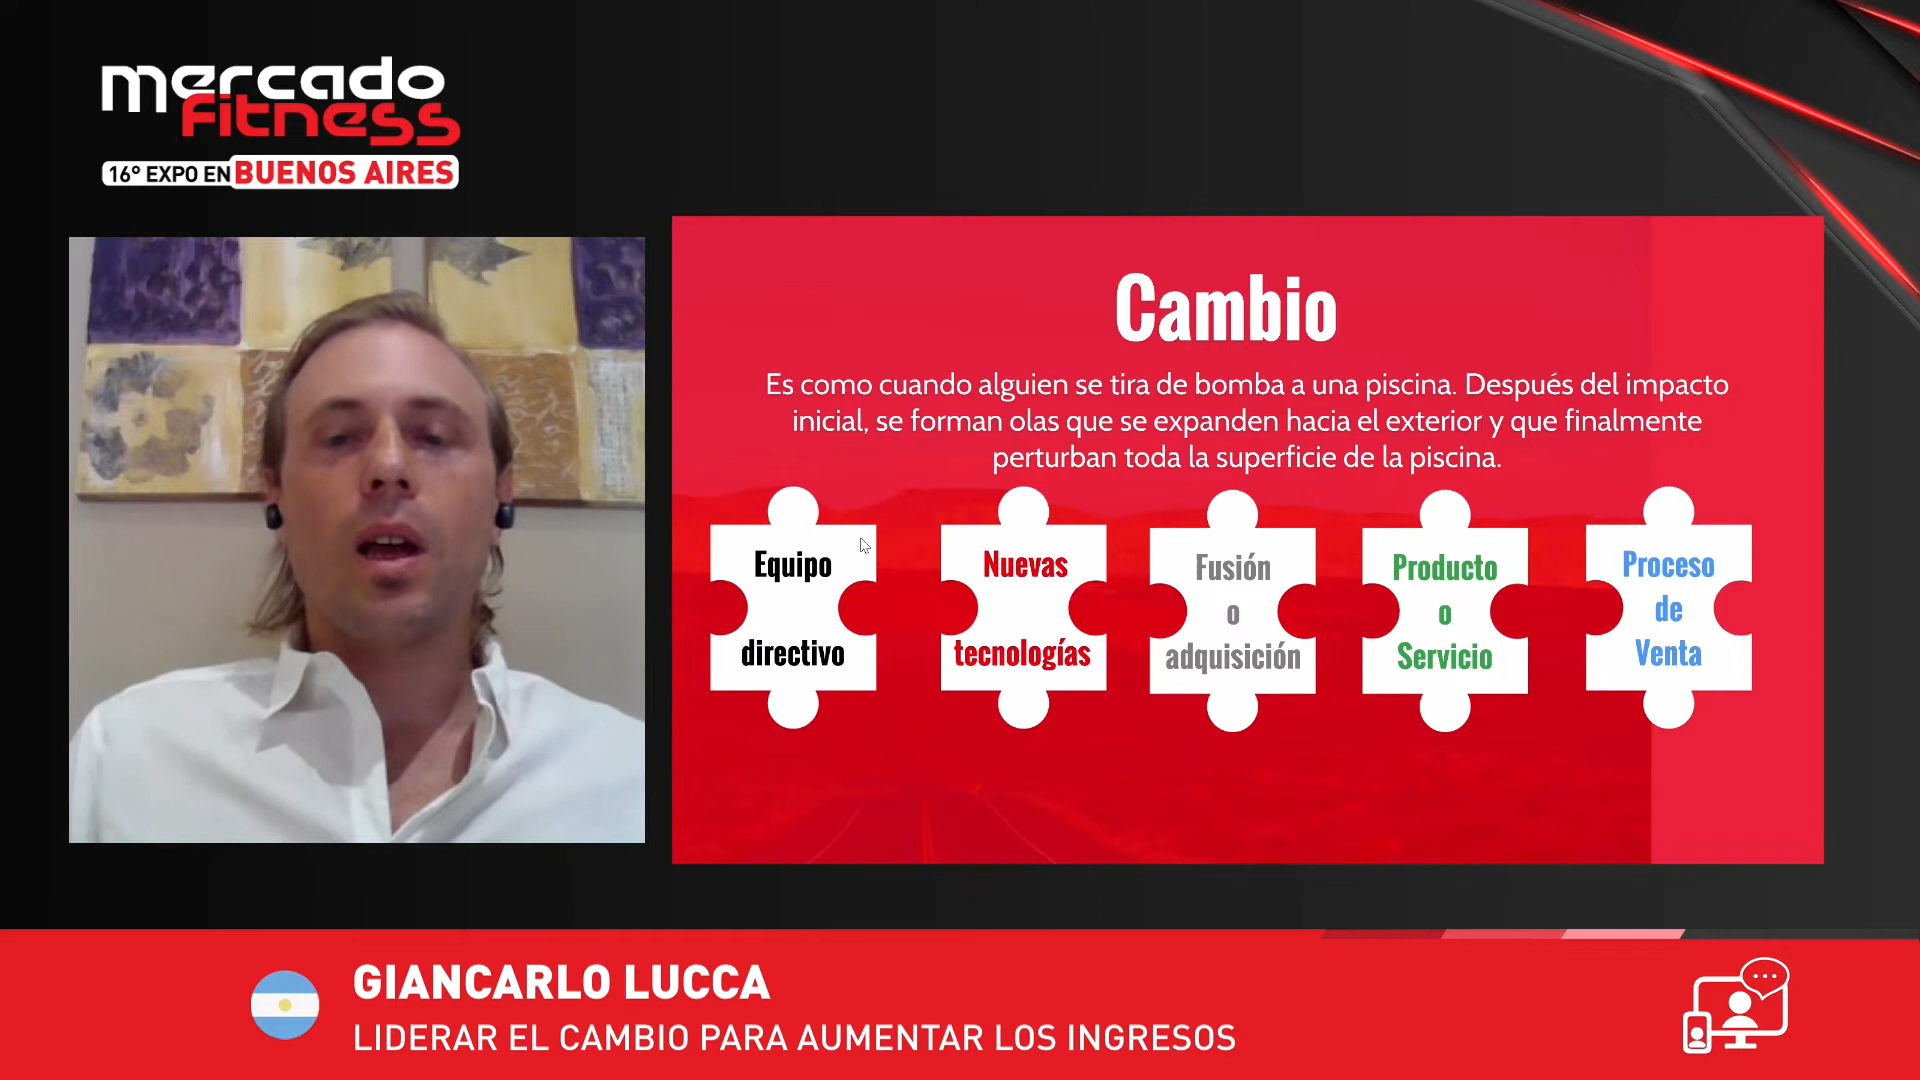 mercado
fitness
16° EXPO EN BUENOS AIRES
Cambio
Es como cuando alguien se tira de bomba a una piscina. Después del impacto
inicial, se forman olas que se expanden hacia el exterior y que finalmente
perturban toda la superficie de la piscina.
Equipo
directivo
Nuevas
tecnologías
Fusión
o
adquisición
Producto
o
Servicio
Proceso
de
Venta
GIANCARLO LUCCA
LIDERAR EL CAMBIO PARA AUMENTAR LOS INGRESOS